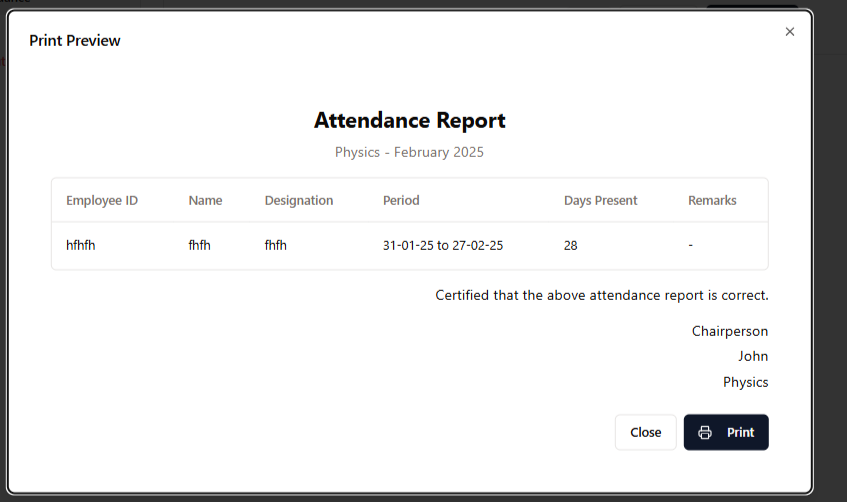 Print Preview
Attendance Report
Physics - February 2025
Employee ID Name Designation Period Days Present Remarks
hfhfh fhfh fhfh 31-01-25 to 27-02-25 28 -
Certified that the above attendance report is correct.
Chairperson
John
Physics
Close Print